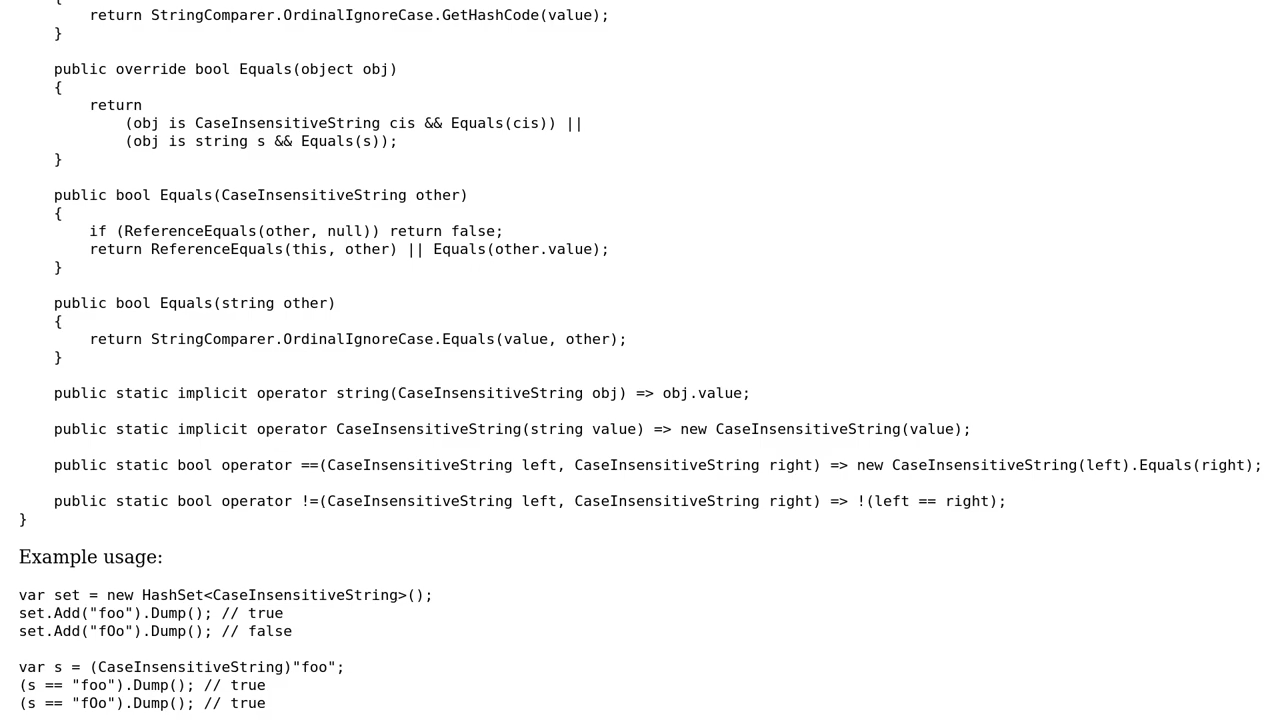 {
        return StringComparer.OrdinalIgnoreCase.GetHashCode(value);
    }

    public override bool Equals(object obj)
    {
        return
            (obj is CaseInsensitiveString cis && Equals(cis)) ||
            (obj is string s && Equals(s));
    }

    public bool Equals(CaseInsensitiveString other)
    {
        if (ReferenceEquals(other, null)) return false;
        return ReferenceEquals(this, other) || Equals(other.value);
    }

    public bool Equals(string other)
    {
        return StringComparer.OrdinalIgnoreCase.Equals(value, other);
    }

    public static implicit operator string(CaseInsensitiveString obj) => obj.value;

    public static implicit operator CaseInsensitiveString(string value) => new CaseInsensitiveString(value);

    public static bool operator ==(CaseInsensitiveString left, CaseInsensitiveString right) => new CaseInsensitiveString(left).Equals(right);

    public static bool operator !=(CaseInsensitiveString left, CaseInsensitiveString right) => !(left == right);
}
Example usage:
var set = new HashSet<CaseInsensitiveString>();
set.Add("foo").Dump(); // true
set.Add("fOo").Dump(); // false

var s = (CaseInsensitiveString)"foo";
(s == "foo").Dump(); // true
(s == "fOo").Dump(); // true